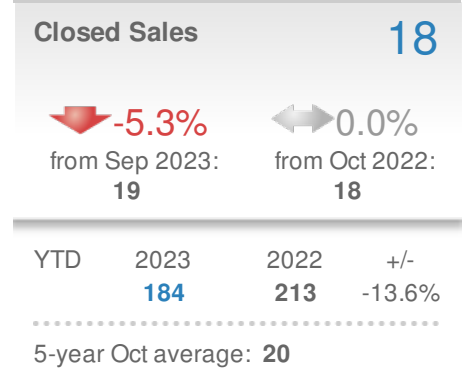 Closed Sales 18
-5.3% 0.0%
from Sep 2023: from Oct 2022:
19 18
YTD 2023 2022 +/-
184 213 -13.6%
5-year Oct average: 20